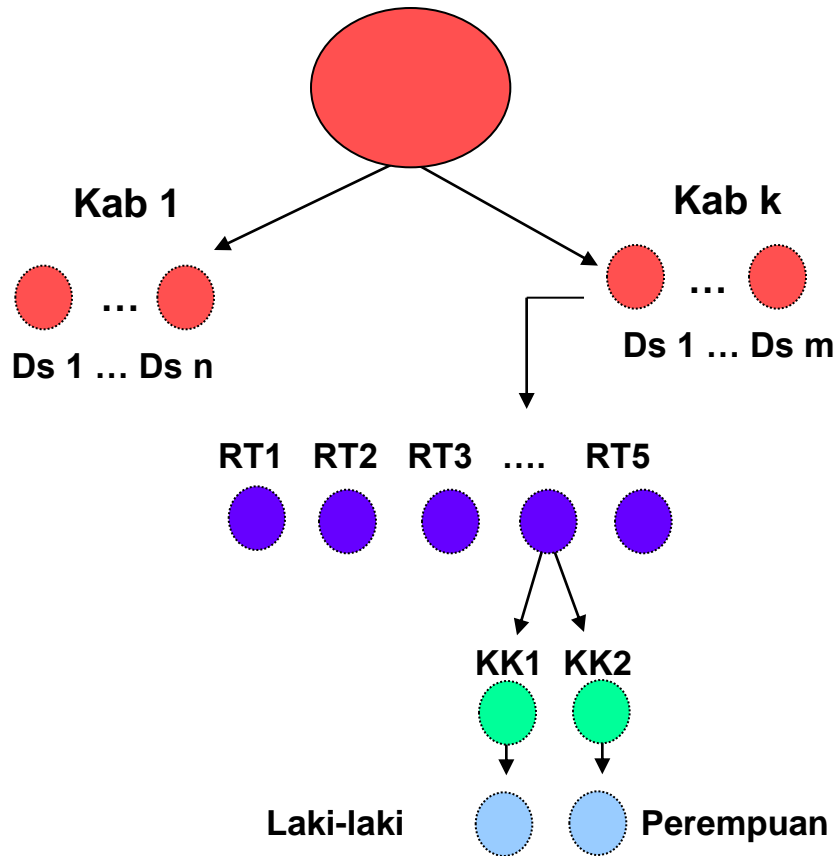 Kab 1
Kab k
… 
…
Ds 1 … Ds n
Ds 1 … Ds m
RT1 RT2 RT3 …. RT5
KK1 KK2
Laki-laki
Perempuan